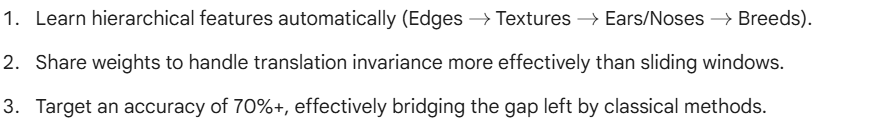 1. Learn hierarchical features automatically (Edges → Textures → Ears/Noses → Breeds).
2. Share weights to handle translation invariance more effectively than sliding windows.
3. Target an accuracy of 70%+, effectively bridging the gap left by classical methods.